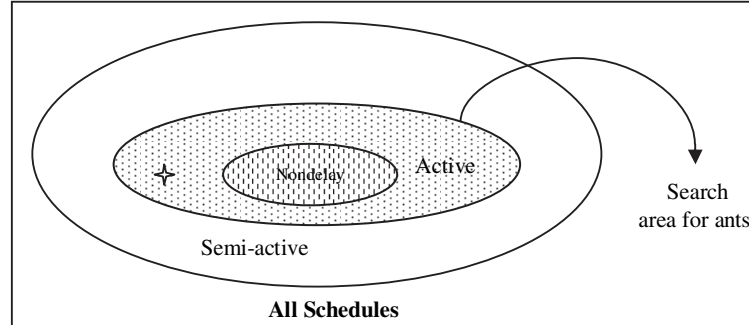 Nondelay
Active
Search
area for ants
Semi-active
All Schedules